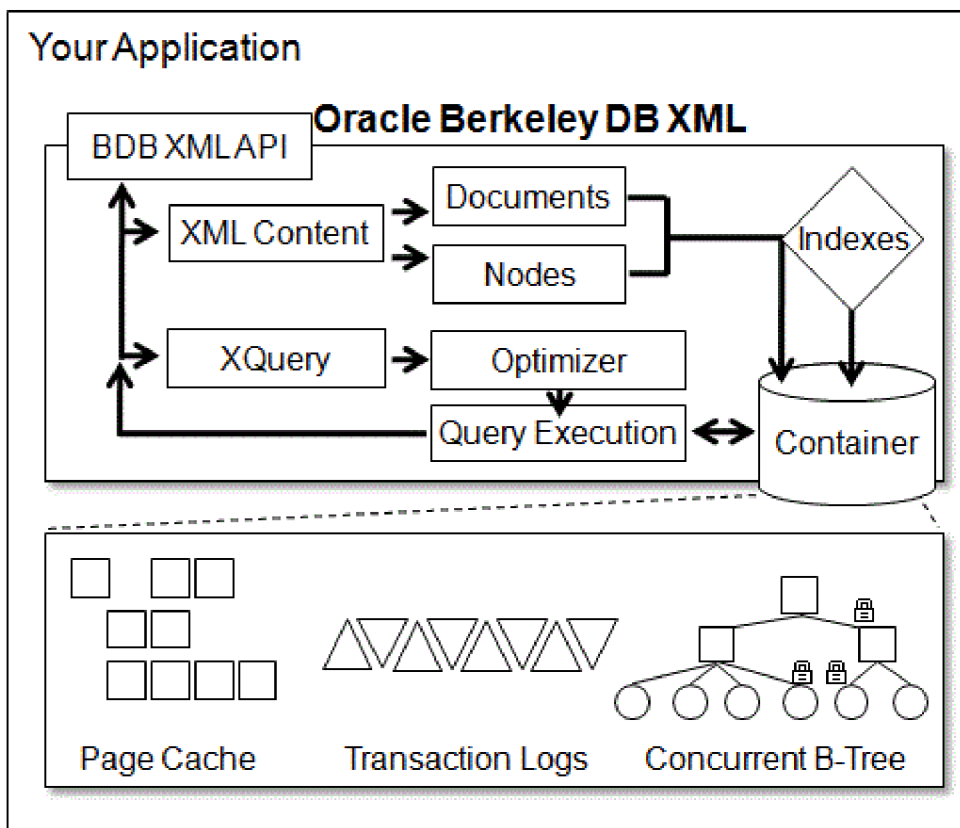 Your Application
Oracle Berkeley DB XML
BDB XML API
XML Content
Documents
Nodes
Indexes
XQuery
Optimizer
Query Execution
Container
Page Cache
Transaction Logs
Concurrent B-Tree